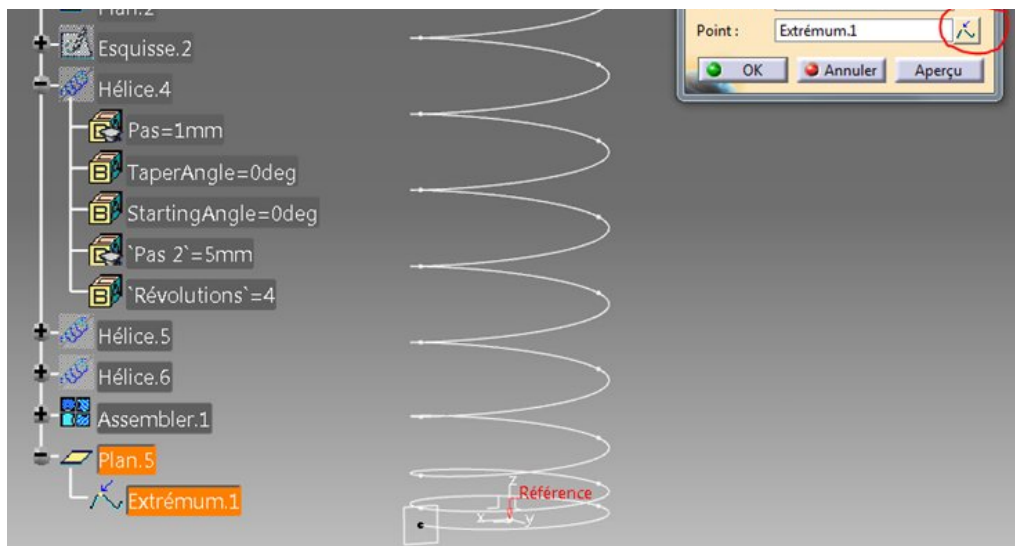 Plan.2
Esquisse.2
Hélice.4
Pas=1mm
TaperAngle=0deg
StartingAngle=0deg
`Pas 2`=5mm
`Révolutions`=4
Hélice.5
Hélice.6
Assembler.1
Plan.5
Extrémum.1
Point : Extrémum.1
OK Annuler Aperçu
z
Référence
x y